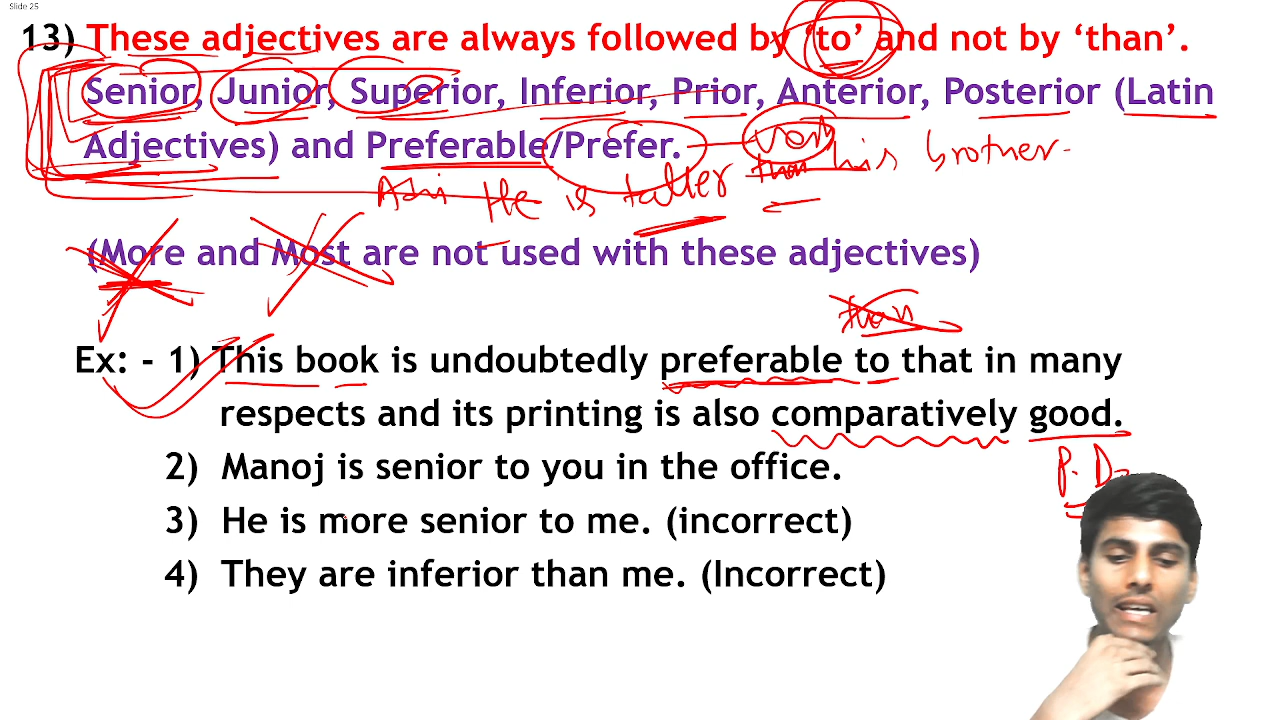 Slide 25
13) These adjectives are always followed by ‘to’ and not by ‘than’.
Senior, Junior, Superior, Inferior, Prior, Anterior, Posterior (Latin
Adjectives) and Preferable/Prefer. verb
He is taller than his brother.
(More and Most are not used with these adjectives)
than
Ex: - 1) This book is undoubtedly preferable to that in many
respects and its printing is also comparatively good.
P. D
2) Manoj is senior to you in the office.
3) He is more senior to me. (incorrect)
4) They are inferior than me. (Incorrect)